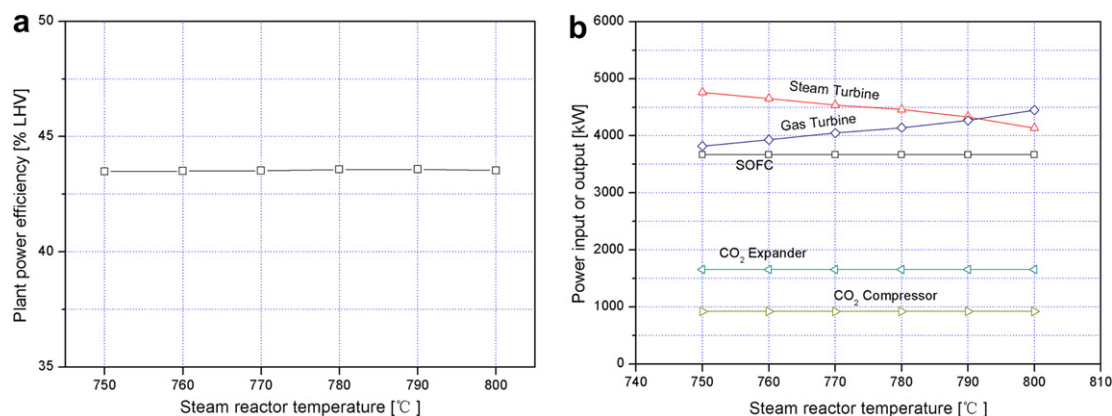 a
Plant power efficiency [% LHV]
50
45
40
35
750 760 770 780 790 800
Steam reactor temperature [℃]
b
Power input or output [kW]
6000
5000
4000
3000
2000
1000
0
Steam Turbine
Gas Turbine
SOFC
CO₂ Expander
CO₂ Compressor
740 750 760 770 780 790 800 810
Steam reactor temperature [℃]